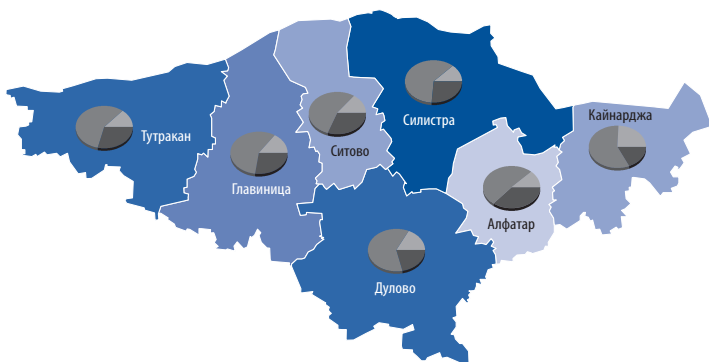 Кайнарджа
Силистра
Тутракан
Ситово
Главиница
Алфатар
Дулово